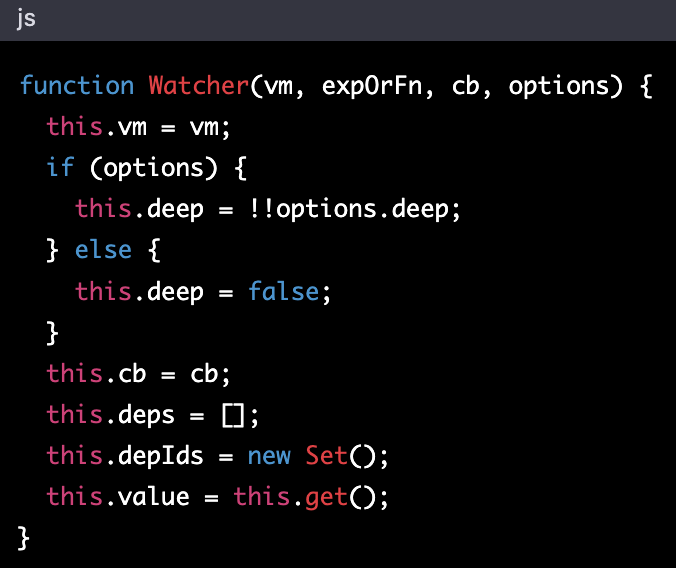 js
function Watcher(vm, expOrFn, cb, options) {
  this.vm = vm;
  if (options) {
    this.deep = !!options.deep;
  } else {
    this.deep = false;
  }
  this.cb = cb;
  this.deps = [];
  this.depIds = new Set();
  this.value = this.get();
}